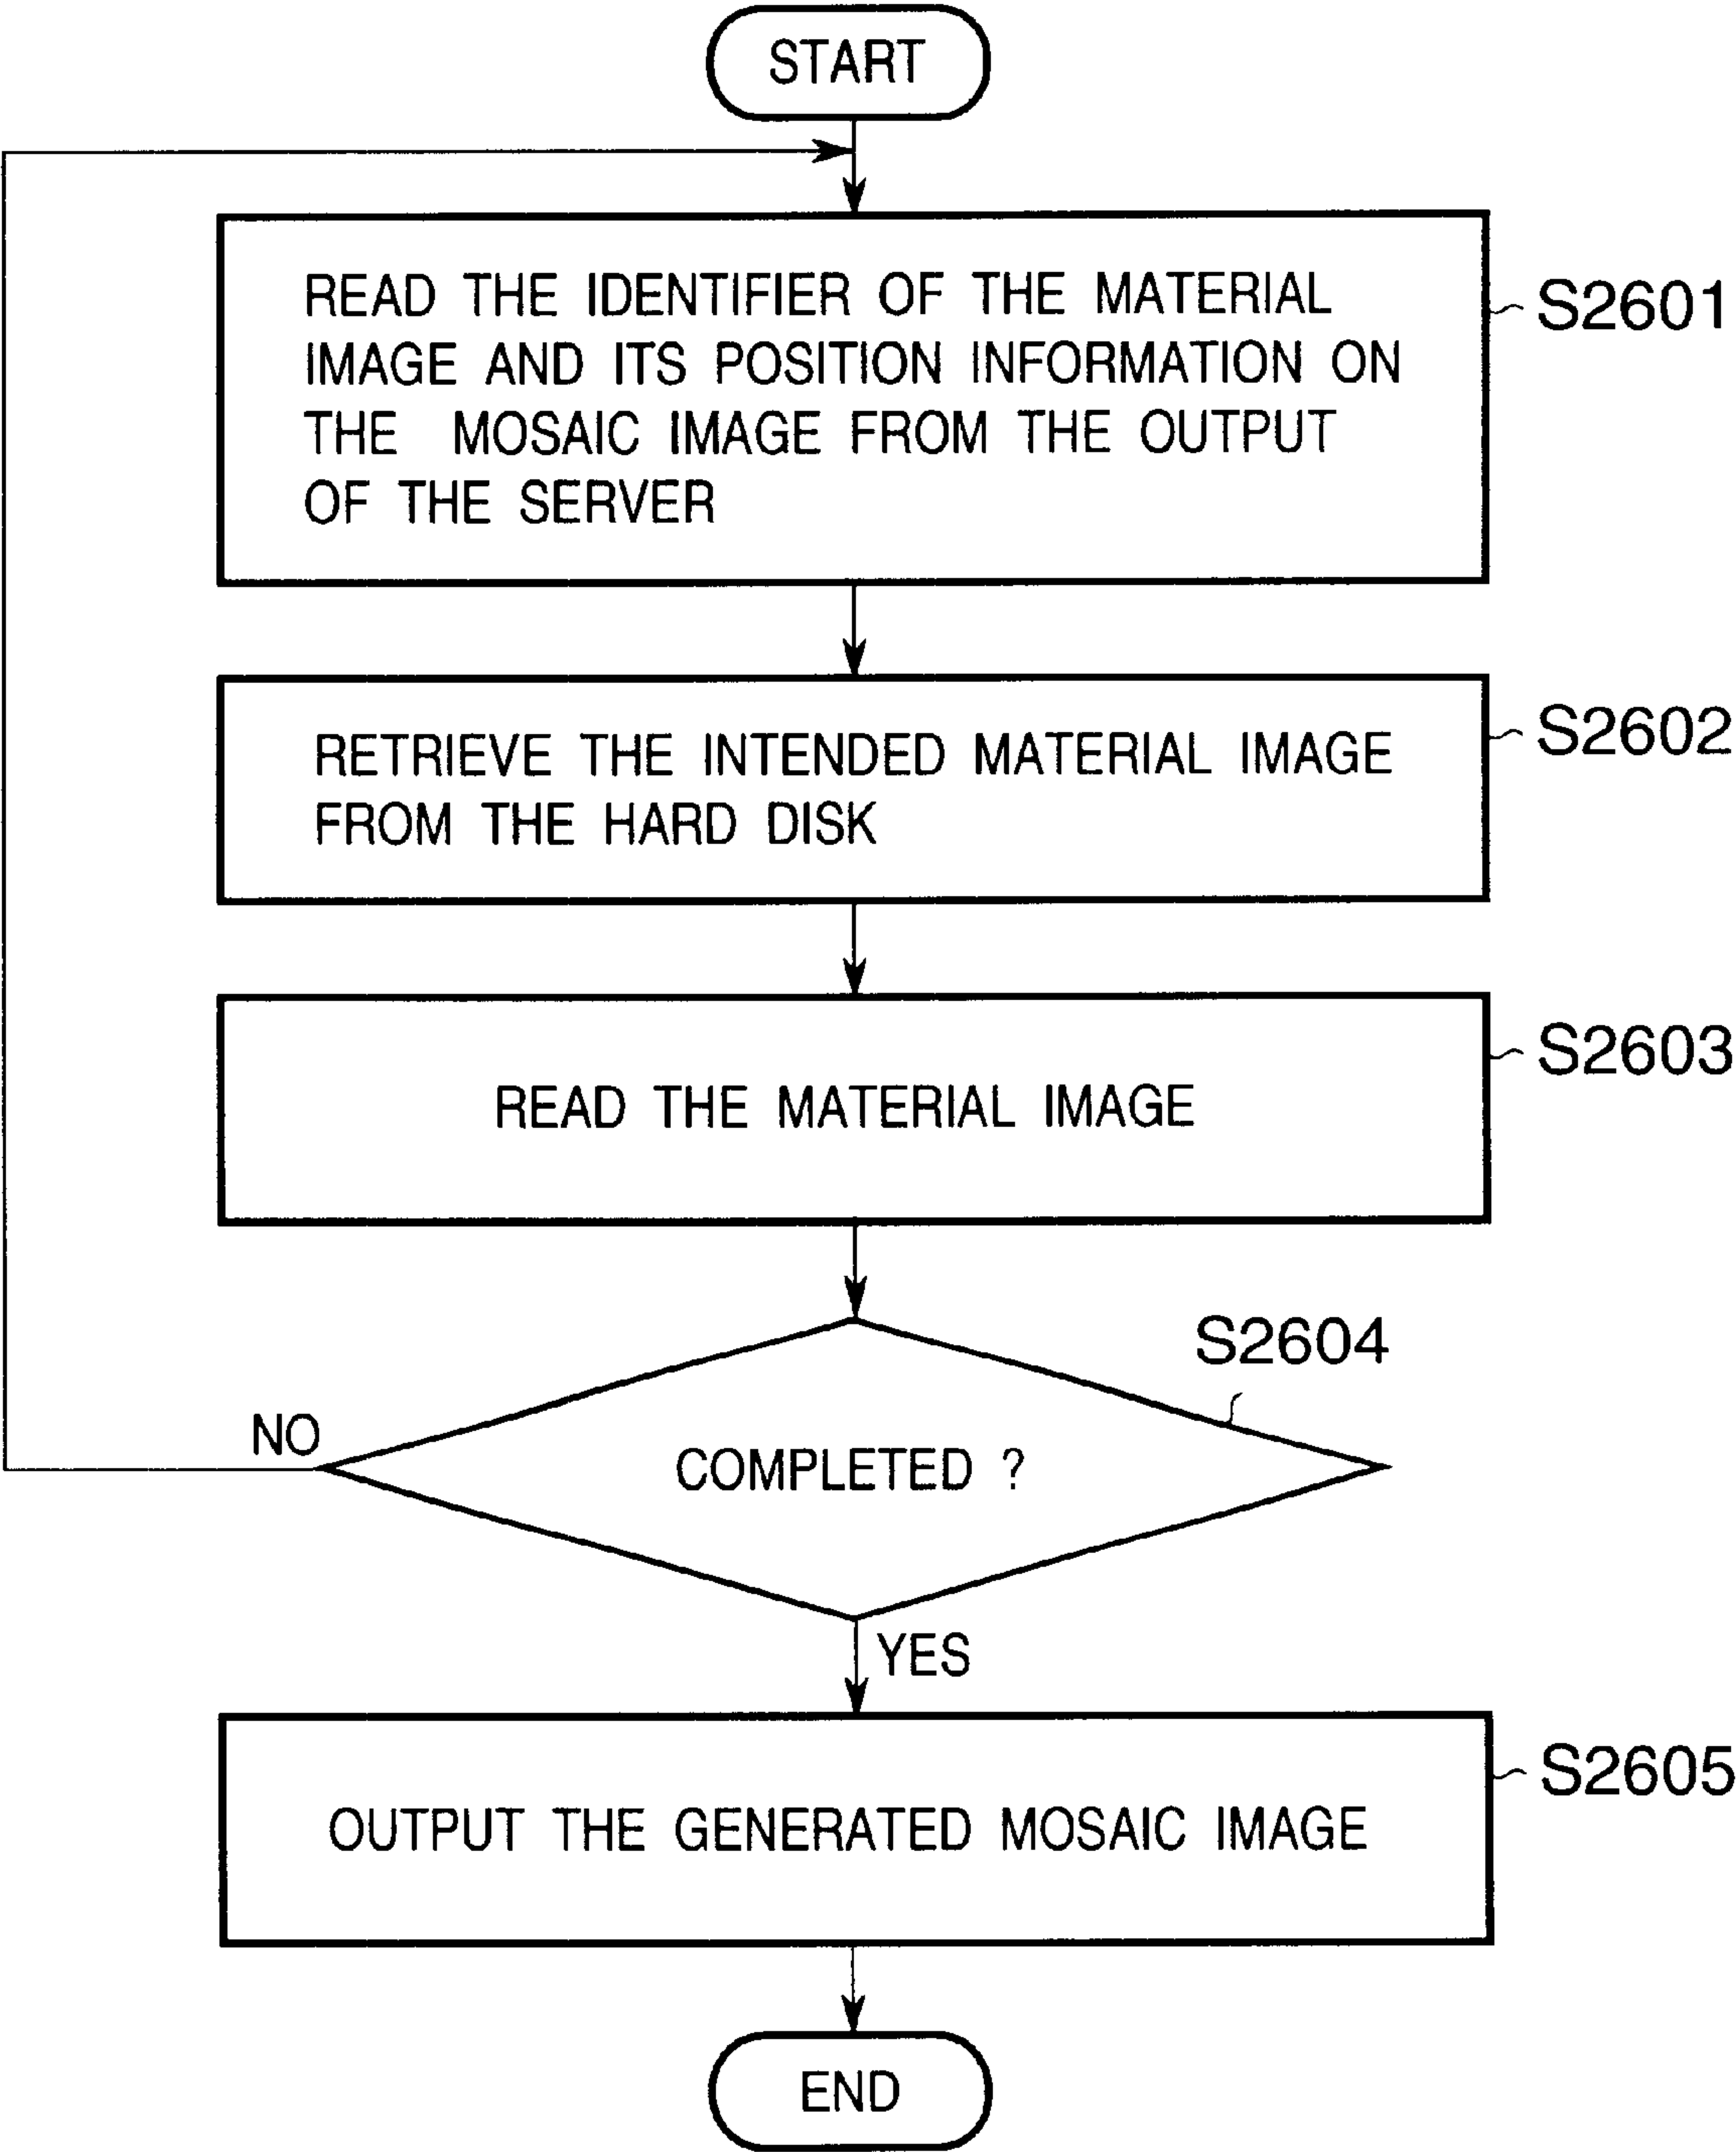 START
READ THE IDENTIFIER OF THE MATERIAL
IMAGE AND ITS POSITION INFORMATION ON
THE MOSAIC IMAGE FROM THE OUTPUT
OF THE SERVER
S2601
RETRIEVE THE INTENDED MATERIAL IMAGE
FROM THE HARD DISK
S2602
READ THE MATERIAL IMAGE
S2603
S2604
NO
COMPLETED ?
YES
OUTPUT THE GENERATED MOSAIC IMAGE
S2605
END